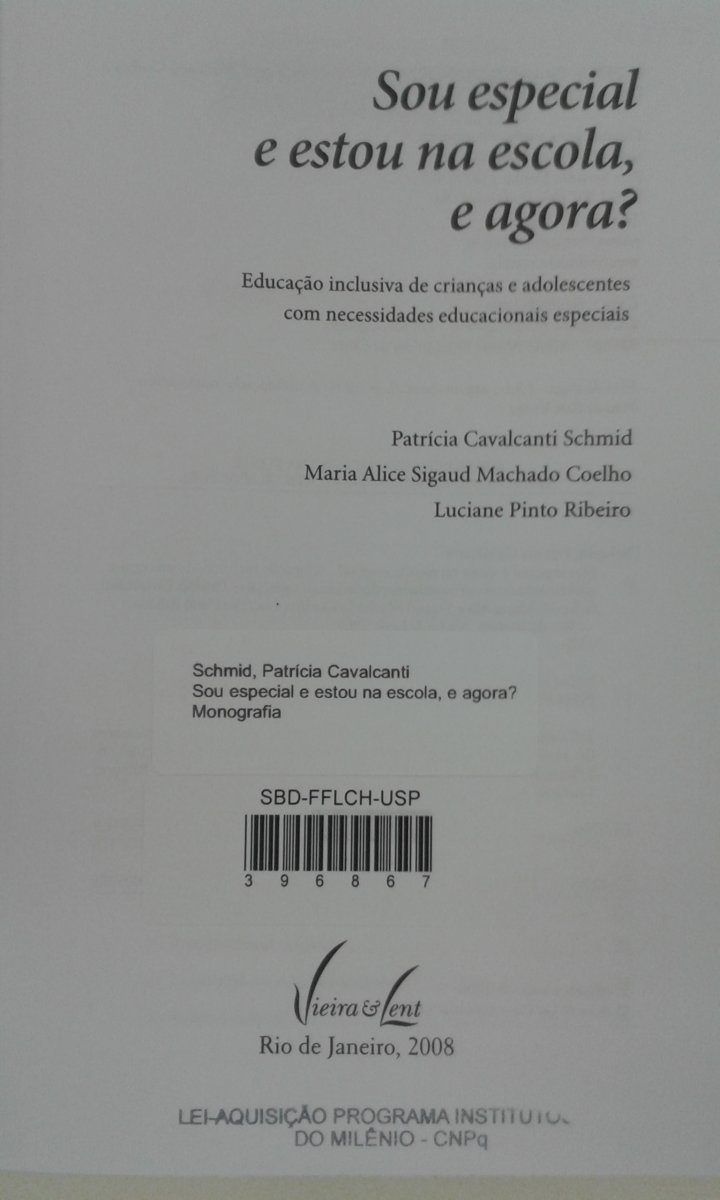 Sou especial
e estou na escola,
e agora?
Educação inclusiva de crianças e adolescentes
com necessidades educacionais especiais
Patrícia Cavalcanti Schmid
Maria Alice Sigaud Machado Coelho
Luciane Pinto Ribeiro
Schmid, Patrícia Cavalcanti
Sou especial e estou na escola, e agora?
Monografia
SBD-FFLCH-USP
3 9 6 8 6 7
Vieira & Lent
Rio de Janeiro, 2008
LEI-AQUISIÇÃO PROGRAMA INSTITUTOS
DO MILÊNIO - CNPq